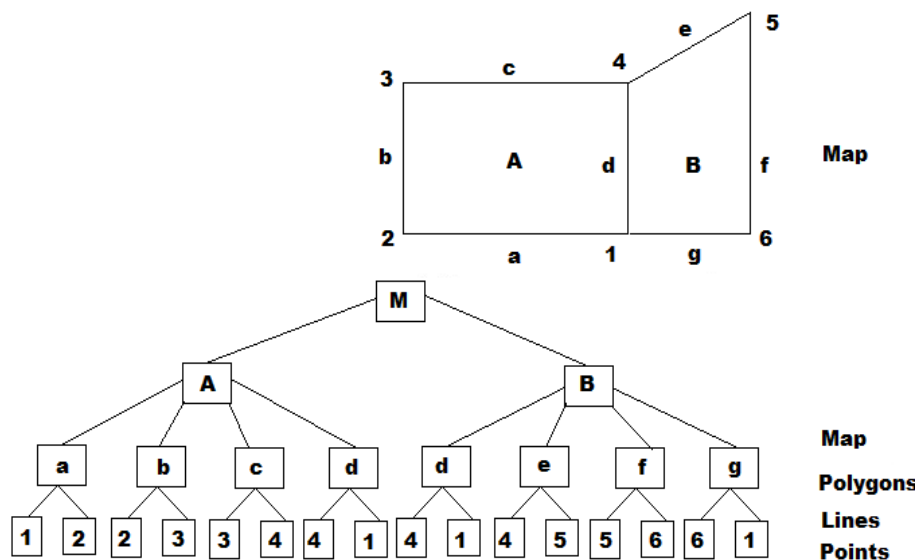 5
e
4
3 c
b A d B f Map
2 1 6
a g
M
A B
Map
a b c d d e f g
Polygons
Lines
1 2 2 3 3 4 4 1 4 1 4 5 5 6 6 1
Points